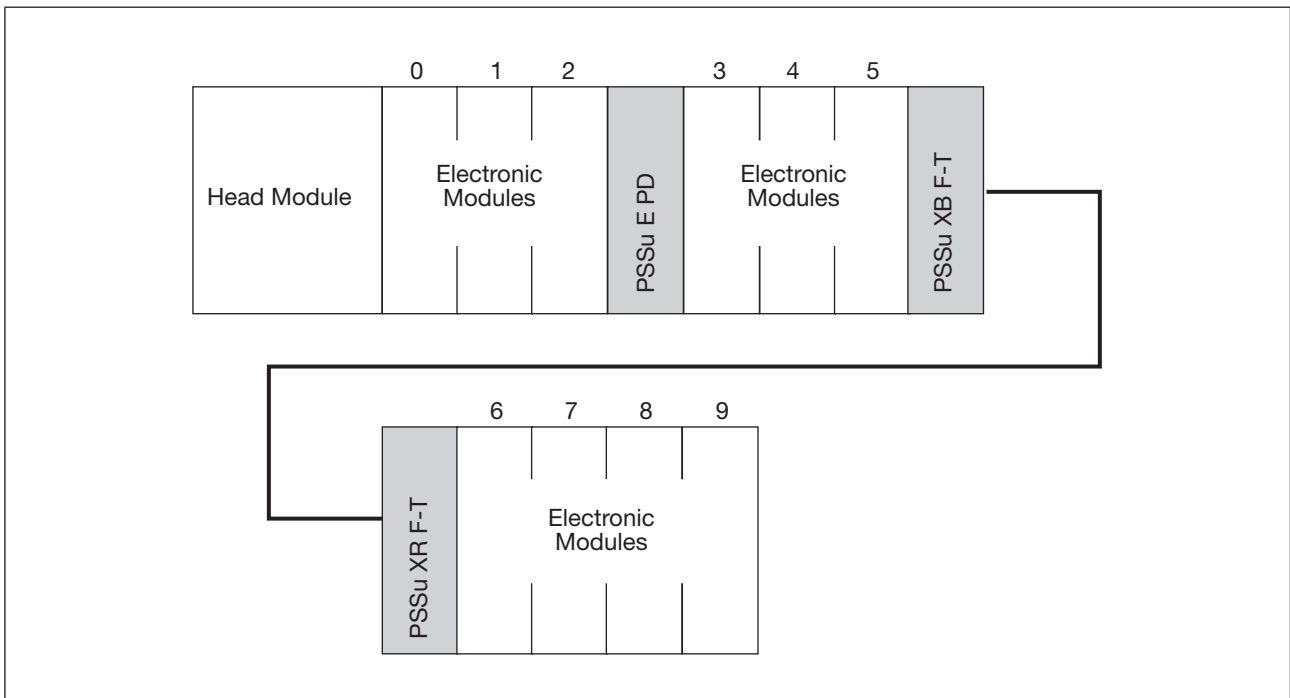 0 1 2 3 4 5
Head Module
Electronic
Modules
PSSu E PD
Electronic
Modules
PSSu XB F-T
6 7 8 9
PSSu XR F-T
Electronic
Modules